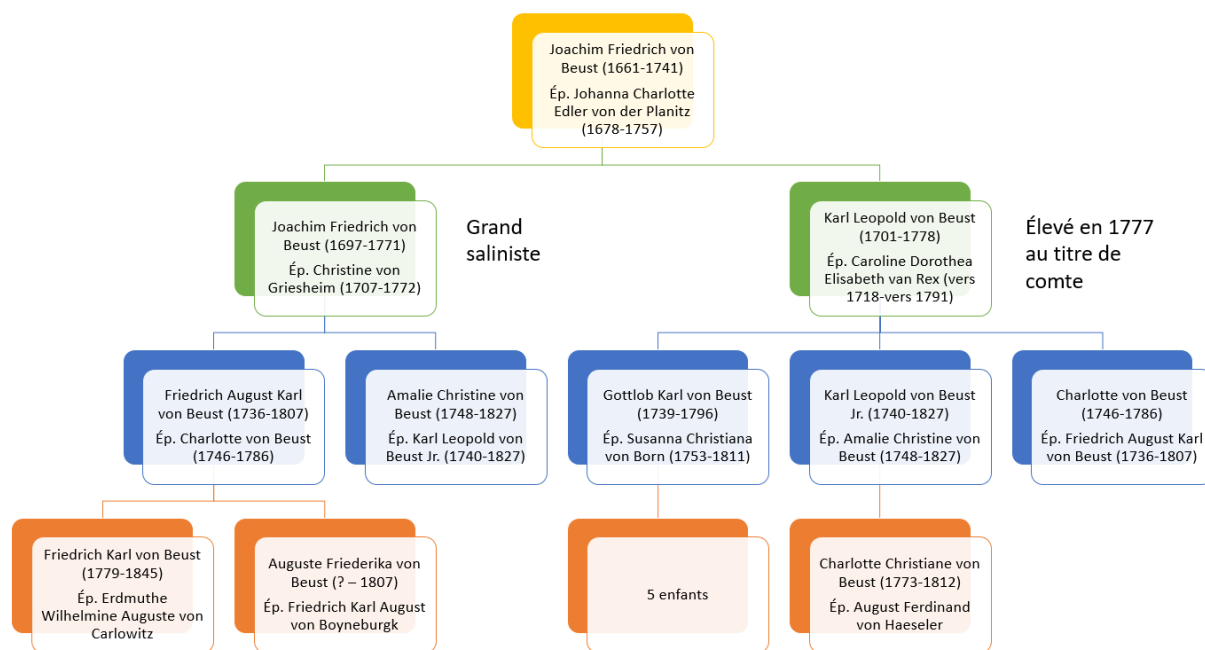 Joachim Friedrich von
Beust (1661-1741)
Ép. Johanna Charlotte
Edler von der Planitz
(1678-1757)
Joachim Friedrich von
Beust (1697-1771)
Ép. Christine von
Griesheim (1707-1772)
Grand
saliniste
Karl Leopold von Beust
(1701-1778)
Ép. Caroline Dorothea
Elisabeth van Rex (vers
1718-vers 1791)
Élevé en 1777
au titre de
comte
Friedrich August Karl
von Beust (1736-1807)
Ép. Charlotte von Beust
(1746-1786)
Amalie Christine von
Beust (1748-1827)
Ép. Karl Leopold von
Beust Jr. (1740-1827)
Gottlob Karl von Beust
(1739-1796)
Ép. Susanna Christiana
von Born (1753-1811)
Karl Leopold von Beust
Jr. (1740-1827)
Ép. Amalie Christine von
Beust (1748-1827)
Charlotte von Beust
(1746-1786)
Ép. Friedrich August Karl
von Beust (1736-1807)
Friedrich Karl von Beust
(1779-1845)
Ép. Erdmuthe
Wilhelmine Auguste von
Carlowitz
Auguste Friederika von
Beust (? – 1807)
Ép. Friedrich Karl August
von Boyneburgk
5 enfants
Charlotte Christiane von
Beust (1773-1812)
Ép. August Ferdinand
von Haeseler